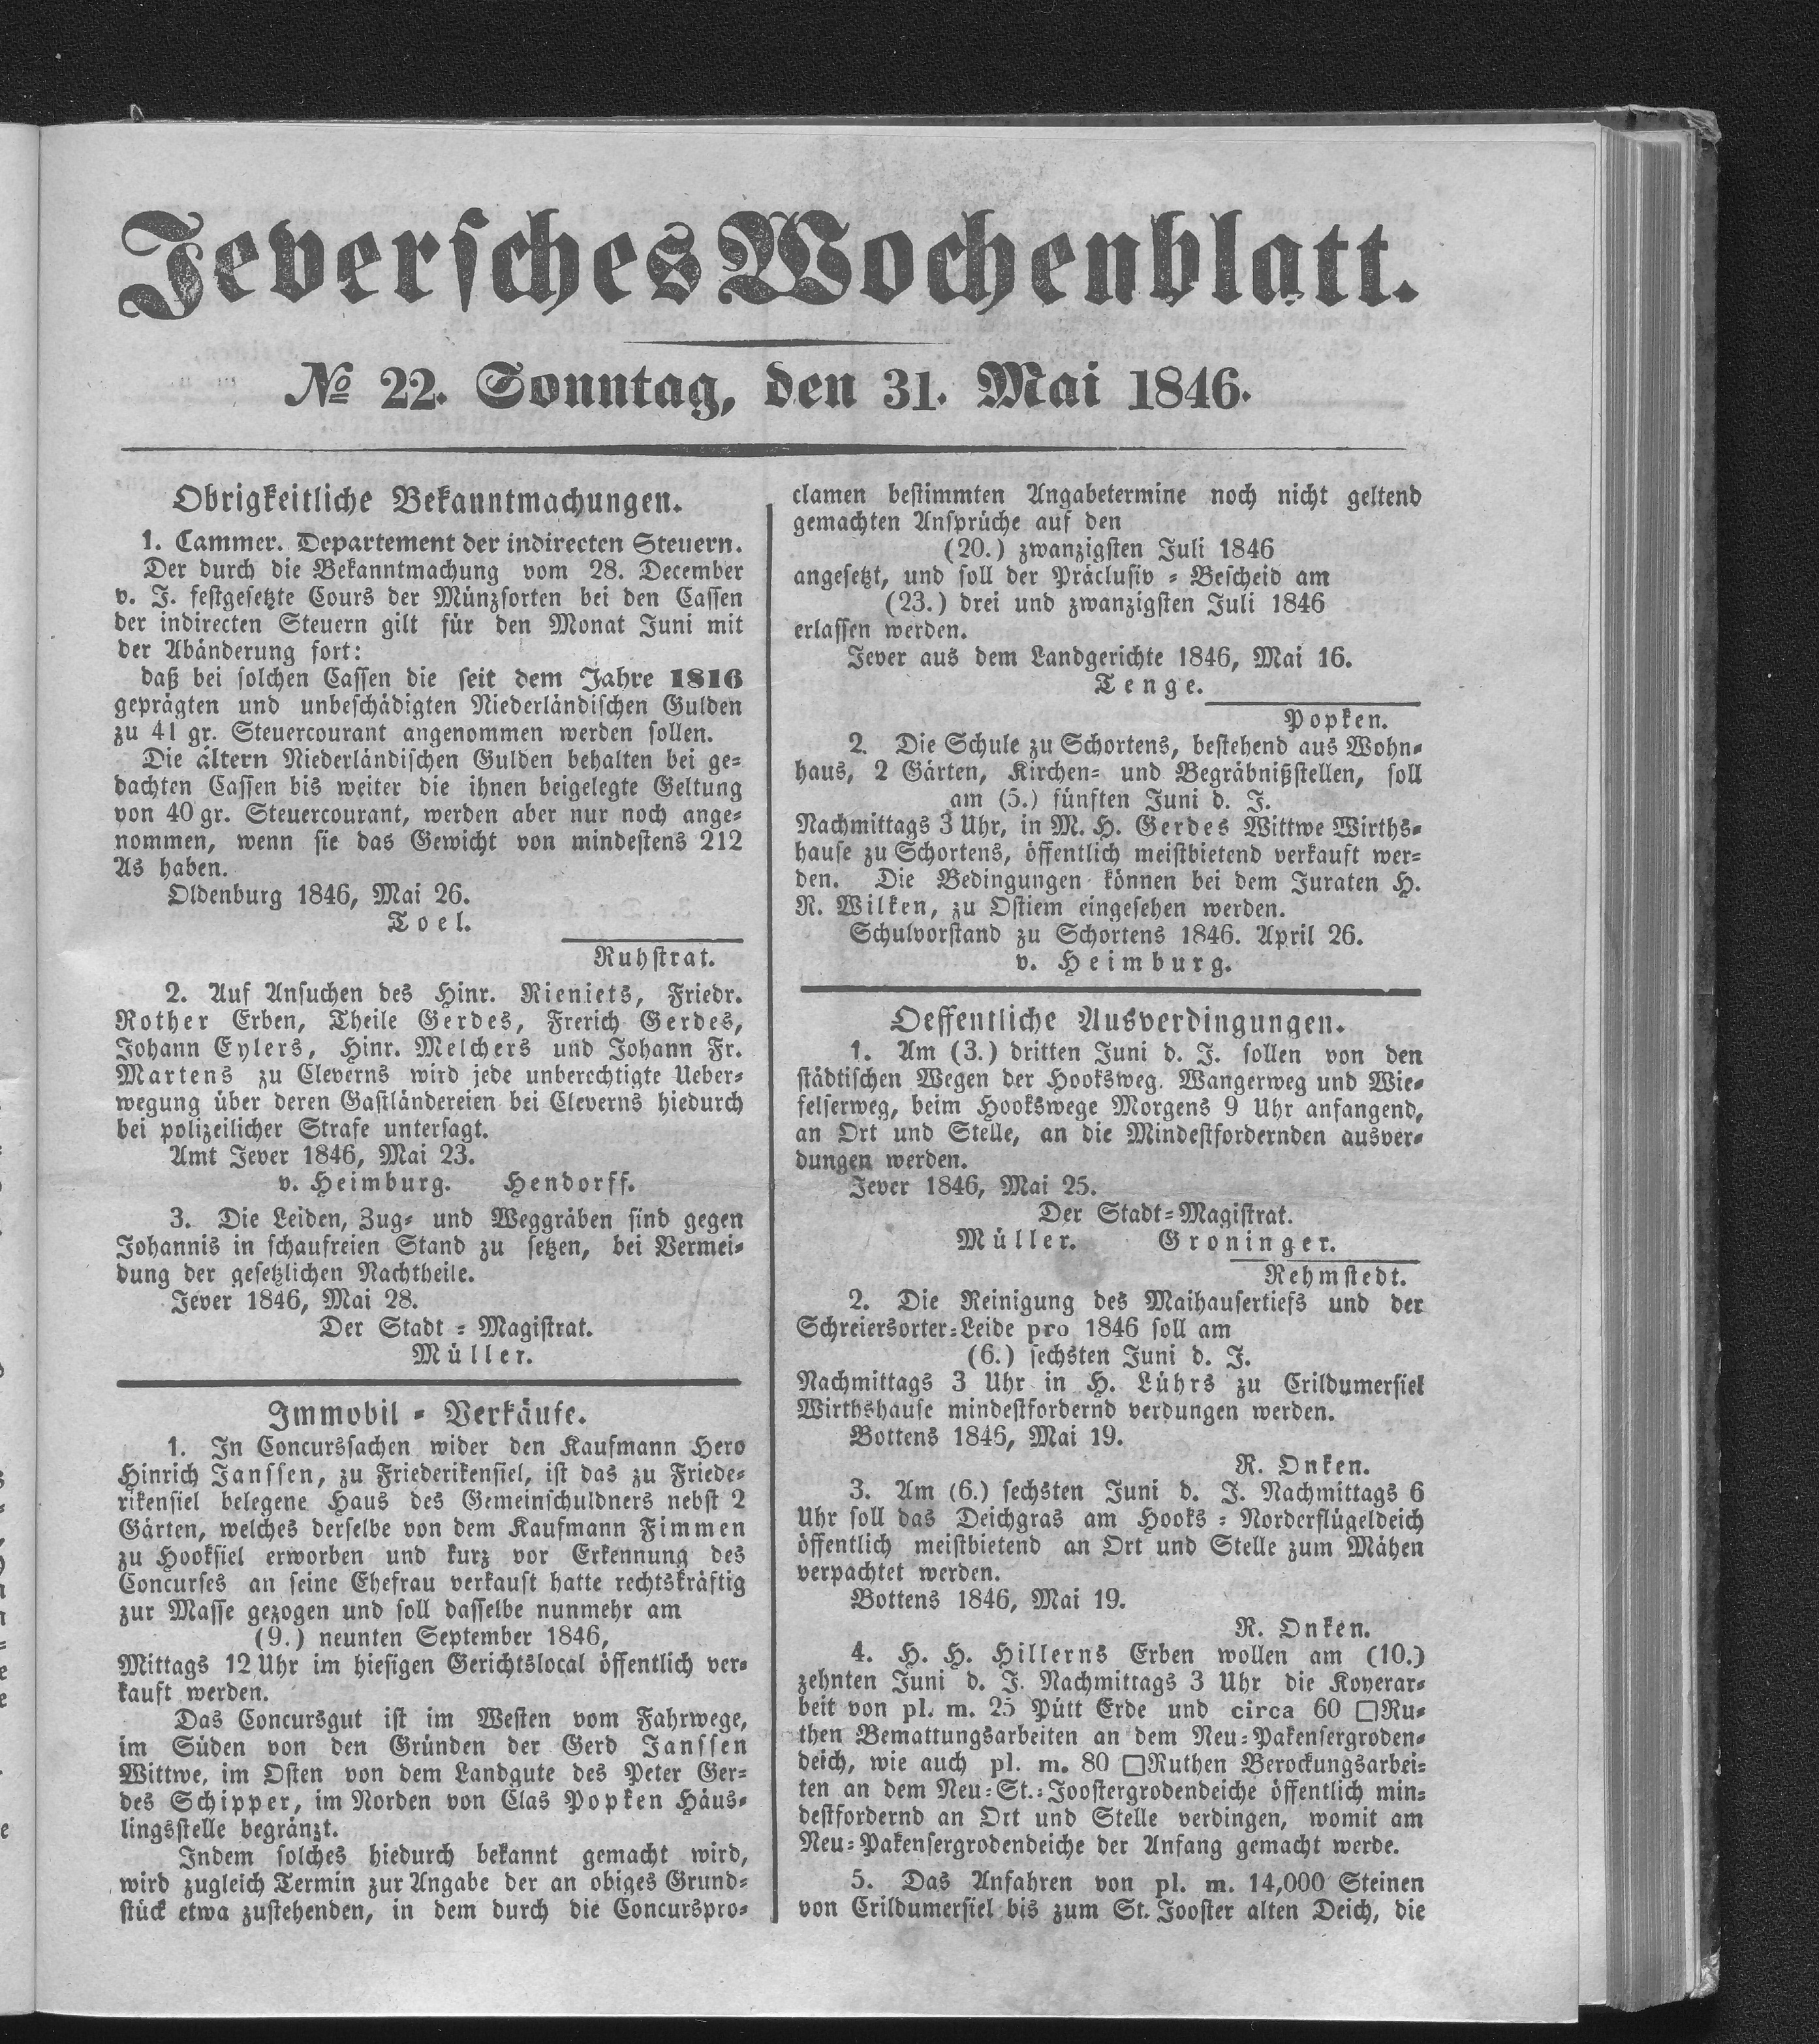 Jeversches Wochenblatt.
№ 22. Sonntag, den 31. Mai 1846.
Obrigkeitliche Bekanntmachungen.
1. Cammer. Departement der indirecten Steuern.
Der durch die Bekanntmachung vom 28. December
v. J. festgesetzte Cours der Münzsorten bei den Cassen
der indirecten Steuern gilt für den Monat Juni mit
der Abänderung fort:
daß bei solchen Cassen die seit dem Jahre 1816
geprägten und unbeschädigten Niederländischen Gulden
zu 41 gr. Steuercourant angenommen werden sollen.
Die ältern Niederländischen Gulden behalten bei ge-
dachten Cassen bis weiter die ihnen beigelegte Geltung
von 40 gr. Steuercourant, werden aber nur noch ange-
nommen, wenn sie das Gewicht von mindestens 212
As haben.
Oldenburg 1846, Mai 26.
Toel.
Ruhstrat.
2. Auf Ansuchen des Hinr. Rieniets, Friedr.
Rother Erben, Theile Gerdes, Frerich Gerdes,
Johann Eylers, Hinr. Melchers und Johann Fr.
Martens zu Cleverns wird jede unberechtigte Ueber-
wegung über deren Gastländereien bei Cleverns hiedurch
bei polizeilicher Strafe untersagt.
Amt Jever 1846, Mai 23.
v. Heimburg. Hendorff.
3. Die Leiden, Zug- und Weggräben sind gegen
Johannis in schaufreien Stand zu setzen, bei Vermei-
dung der gesetzlichen Nachtheile.
Jever 1846, Mai 28.
Der Stadt-Magistrat.
Müller.
Immobil-Verkäufe.
1. In Concurssachen wider den Kaufmann Hero
Hinrich Janssen, zu Friederikensiel, ist das zu Friede-
rikensiel belegene Haus des Gemeinschuldners nebst 2
Gärten, welches derselbe von dem Kaufmann Fimmen
zu Hooksiel erworben und kurz vor Erkennung des
Concurses an seine Ehefrau verkauft hatte rechtskräftig
zur Masse gezogen und soll dasselbe nunmehr am
(9.) neunten September 1846,
Mittags 12 Uhr im hiesigen Gerichtslocal öffentlich ver-
kauft werden.
Das Concursgut ist im Westen vom Fahrwege,
im Süden von den Gründen der Gerd Janssen
Wittwe, im Osten von dem Landgute des Peter Ger-
des Schipper, im Norden von Clas Popken Häus-
lingsstelle begränzt.
Indem solches hiedurch bekannt gemacht wird,
wird zugleich Termin zur Angabe der an obiges Grund-
stück etwa zustehenden, in dem durch die Concurspro-
clamen bestimmten Angabetermine noch nicht geltend
gemachten Ansprüche auf den
(20.) zwanzigsten Juli 1846
angesetzt, und soll der Präclusiv-Bescheid am
(23.) drei und zwanzigsten Juli 1846
erlassen werden.
Jever aus dem Landgerichte 1846, Mai 16.
Tenge.
Popken.
2. Die Schule zu Schortens, bestehend aus Wohn-
haus, 2 Gärten, Kirchen- und Begräbnißstellen, soll
am (5.) fünften Juni d. J.
Nachmittags 3 Uhr, in M. H. Gerdes Wittwe Wirths-
hause zu Schortens, öffentlich meistbietend verkauft wer-
den. Die Bedingungen können bei dem Juraten H.
R. Wilken, zu Ostiem eingesehen werden.
Schulvorstand zu Schortens 1846. April 26.
v. Heimburg.
Oeffentliche Ausverdingungen.
1. Am (3.) dritten Juni d. J. sollen von den
städtischen Wegen der Hooksweg. Wangerweg und Wie-
felserweg, beim Hookswege Morgens 9 Uhr anfangend,
an Ort und Stelle, an die Mindestfordernden ausver-
dungen werden.
Jever 1846, Mai 25.
Der Stadt-Magistrat.
Müller. Groninger.
Rehmstedt.
2. Die Reinigung des Maihausertiefs und der
Schreiersorter-Leide pro 1846 soll am
(6.) sechsten Juni d. J.
Nachmittags 3 Uhr in H. Lührs zu Crildumersiel
Wirthshause mindestfordernd verdungen werden.
Bottens 1846, Mai 19.
R. Onken.
3. Am (6.) sechsten Juni d. J. Nachmittags 6
Uhr soll das Deichgras am Hooks-Norderflügeldeich
öffentlich meistbietend an Ort und Stelle zum Mähen
verpachtet werden.
Bottens 1846, Mai 19.
R. Onken.
4. H. H. Hillerns Erben wollen am (10.)
zehnten Juni d. J. Nachmittags 3 Uhr die Koyerar-
beit von pl. m. 25 Pütt Erde und circa 60 □Ru-
then Bemattungsarbeiten an dem Neu-Pakensergroden-
deich, wie auch pl. m. 80 □Ruthen Berockungsarbei-
ten an dem Neu-St.-Joostergrodendeiche öffentlich min-
destfordernd an Ort und Stelle verdingen, womit am
Neu-Pakensergrodendeiche der Anfang gemacht werde.
5. Das Anfahren von pl. m. 14,000 Steinen
von Crildumersiel bis zum St. Jooster alten Deich, die